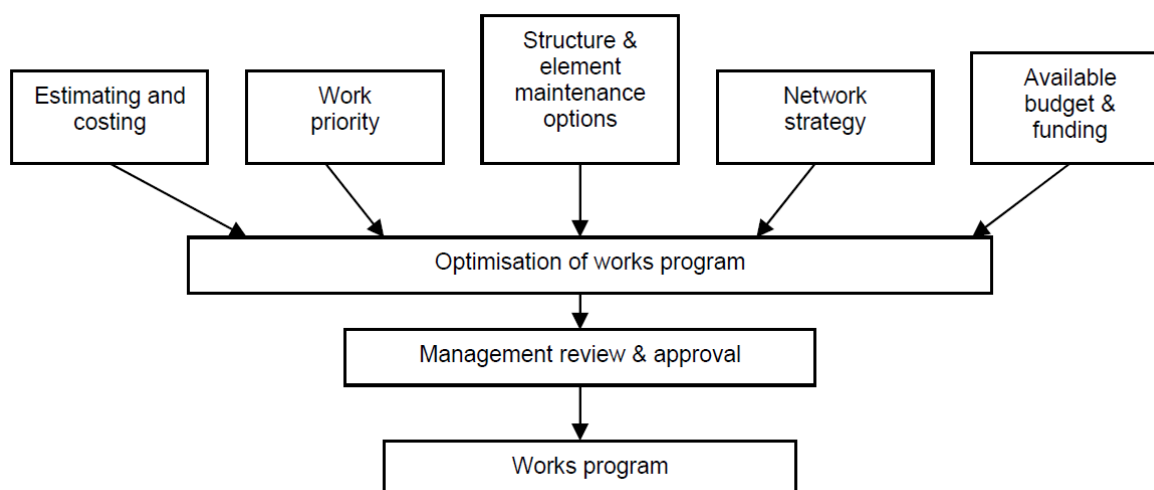 Estimating and
costing
Work
priority
Structure &
element
maintenance
options
Network
strategy
Available
budget &
funding
Optimisation of works program
Management review & approval
Works program